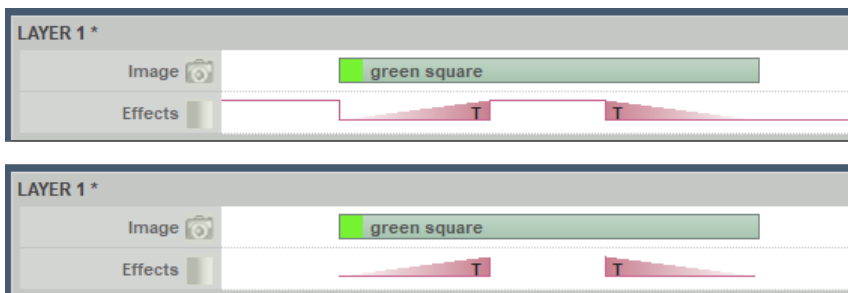 LAYER 1 *
Image green square
Effects T T
LAYER 1 *
Image green square
Effects T T